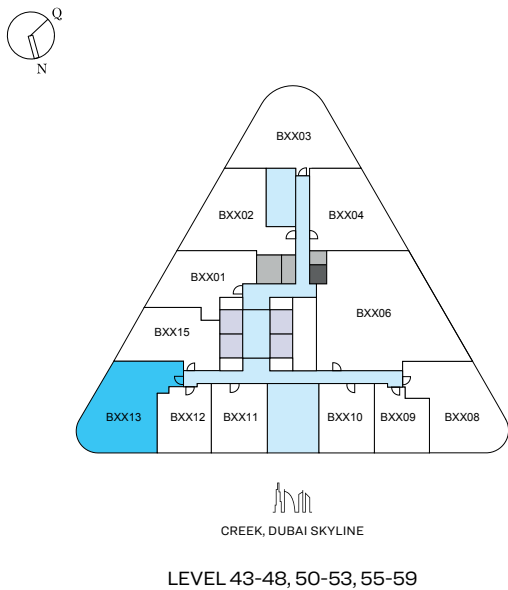 Q
N
BXX03
BXX02
BXX04
BXX01
BXX06
BXX15
BXX13
BXX12
BXX11
BXX10
BXX09
BXX08
CREEK, DUBAI SKYLINE
LEVEL 43-48, 50-53, 55-59